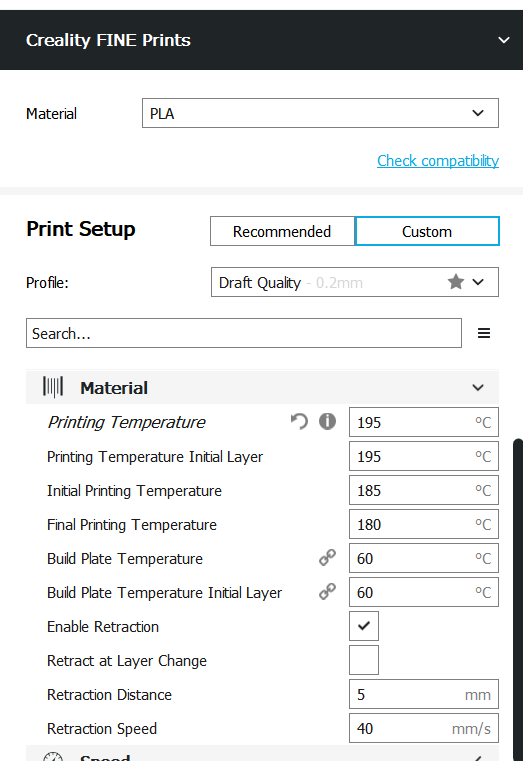 Creality FINE Prints
Material PLA
Check compatibility
Print Setup Recommended Custom
Profile: Draft Quality - 0.2mm
Search...
Material
Printing Temperature 195 °C
Printing Temperature Initial Layer 195 °C
Initial Printing Temperature 185 °C
Final Printing Temperature 180 °C
Build Plate Temperature 60 °C
Build Plate Temperature Initial Layer 60 °C
Enable Retraction
Retract at Layer Change
Retraction Distance 5 mm
Retraction Speed 40 mm/s
Speed